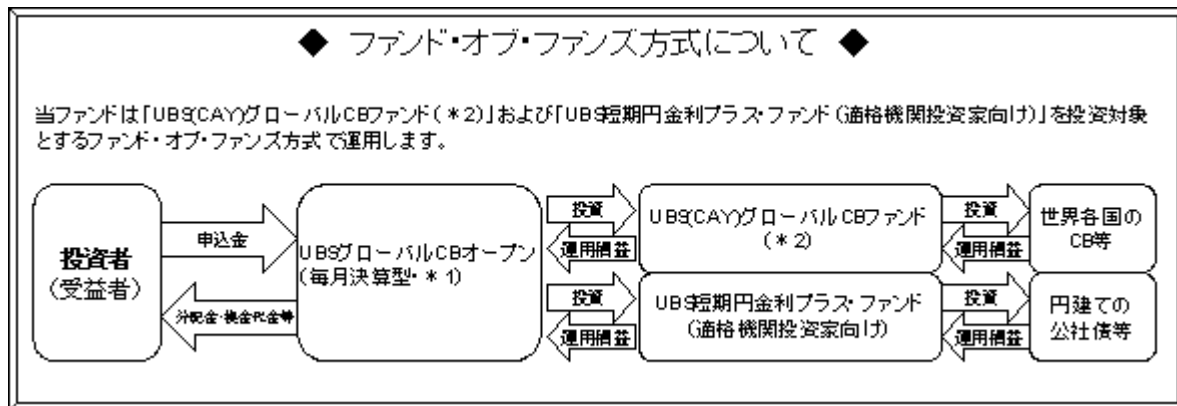 ◆ ファンド・オブ・ファンズ方式について ◆
当ファンドは「UBS(CAY)グローバルCBファンド(＊2)」および「UBS短期円金利プラス・ファンド(適格機関投資家向け)」を投資対象
とするファンド・オブ・ファンズ方式で運用します。
投資者
(受益者)
申込金
分配金・換金代金等
UBSグローバルCBオープン
(毎月決算型・＊1)
投資
運用損益
投資
運用損益
UBS(CAY)グローバルCBファンド
(＊2)
UBS短期円金利プラス・ファンド
(適格機関投資家向け)
投資
運用損益
投資
運用損益
世界各国の
CB等
円建ての
公社債等